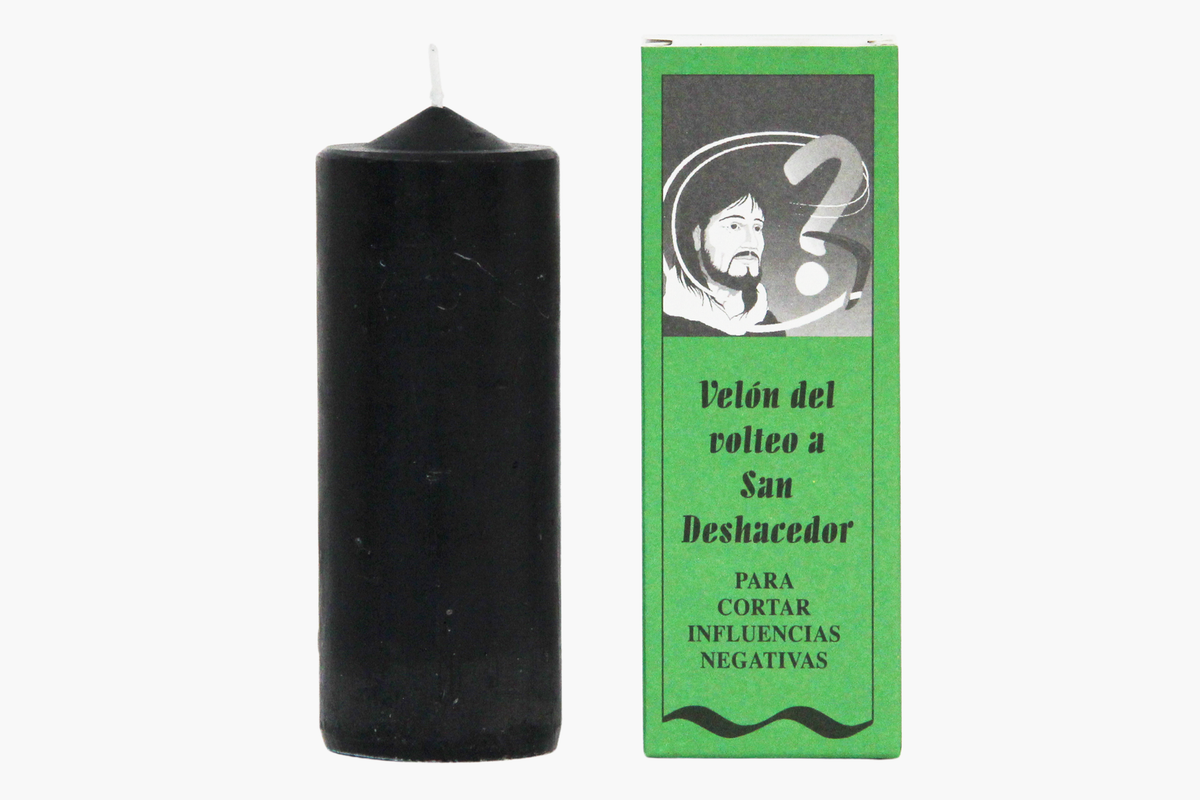 Velón del
volteo a
San
Deshacedor
PARA
CORTAR
INFLUENCIAS
NEGATIVAS